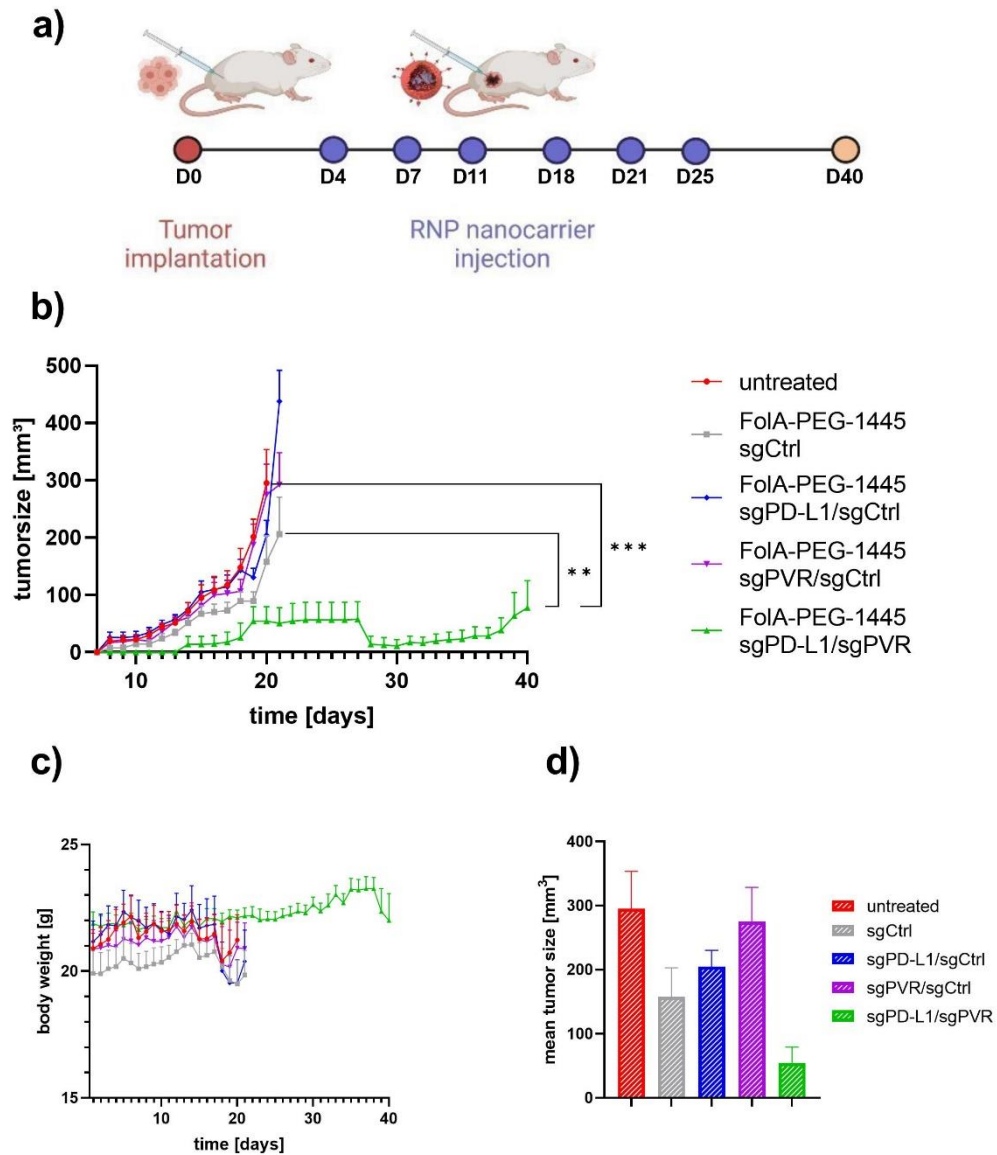 a)
D0
D4
D7
D11
D18
D21
D25
D40
Tumor
implantation
RNP nanocarrier
injection
b)
500
400
300
200
100
0
10
20
30
40
tumorsize [mm³]
time [days]
**
***
untreated
FolA-PEG-1445
sgCtrl
FolA-PEG-1445
sgPD-L1/sgCtrl
FolA-PEG-1445
sgPVR/sgCtrl
FolA-PEG-1445
sgPD-L1/sgPVR
c)
25
20
15
10
20
30
40
body weight [g]
time [days]
d)
400
300
200
100
0
mean tumor size [mm³]
untreated
sgCtrl
sgPD-L1/sgCtrl
sgPVR/sgCtrl
sgPD-L1/sgPVR